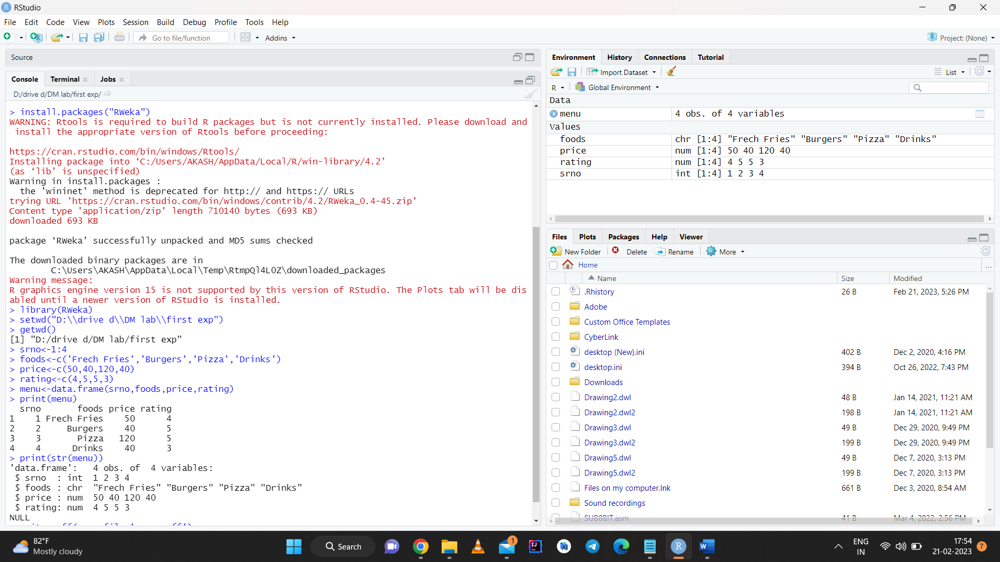 RStudio
File Edit Code View Plots Session Build Debug Profile Tools Help
Go to file/function Addins Project: (None)
Source
Console Terminal Jobs
D:/drive d/DM lab/first exp/
> install.packages("RWeka")
WARNING: Rtools is required to build R packages but is not currently installed. Please download and
install the appropriate version of Rtools before proceeding:
https://cran.rstudio.com/bin/windows/Rtools/
Installing package into ‘C:/Users/AKASH/AppData/Local/R/win-library/4.2’
(as ‘lib’ is unspecified)
Warning in install.packages :
the 'wininet' method is deprecated for http:// and https:// URLs
trying URL 'https://cran.rstudio.com/bin/windows/contrib/4.2/RWeka_0.4-45.zip'
Content type 'application/zip' length 710140 bytes (693 KB)
downloaded 693 KB
package ‘RWeka’ successfully unpacked and MD5 sums checked
The downloaded binary packages are in
C:\Users\AKASH\AppData\Local\Temp\RtmpQl4L0Z\downloaded_packages
Warning message:
R graphics engine version 15 is not supported by this version of RStudio. The Plots tab will be dis
abled until a newer version of RStudio is installed.
> library(RWeka)
> setwd("D:\\drive d\\DM lab\\first exp")
> getwd()
[1] "D:/drive d/DM lab/first exp"
> srno<-1:4
> foods<-c('Frech Fries','Burgers','Pizza','Drinks')
> price<-c(50,40,120,40)
> rating<-c(4,5,5,3)
> menu<-data.frame(srno,foods,price,rating)
> print(menu)
srno foods price rating
1 1 Frech Fries 50 4
2 2 Burgers 40 5
3 3 Pizza 120 5
4 4 Drinks 40 3
> print(str(menu))
'data.frame': 4 obs. of 4 variables:
$ srno : int 1 2 3 4
$ foods : chr "Frech Fries" "Burgers" "Pizza" "Drinks"
$ price : num 50 40 120 40
$ rating: num 4 5 5 3
NULL
Environment History Connections Tutorial
Import Dataset List
R Global Environment
Data
menu 4 obs. of 4 variables
Values
foods chr [1:4] "Frech Fries" "Burgers" "Pizza" "Drinks"
price num [1:4] 50 40 120 40
rating num [1:4] 4 5 5 3
srno int [1:4] 1 2 3 4
Files Plots Packages Help Viewer
New Folder Delete Rename More
Home ...
Name Size Modified
.Rhistory 26 B Feb 21, 2023, 5:26 PM
Adobe
Custom Office Templates
CyberLink
desktop (New).ini 402 B Dec 2, 2020, 4:16 PM
desktop.ini 394 B Oct 26, 2022, 7:43 PM
Downloads
Drawing2.dwl 48 B Jan 14, 2021, 11:21 AM
Drawing2.dwl2 198 B Jan 14, 2021, 11:21 AM
Drawing3.dwl 49 B Dec 29, 2020, 9:49 PM
Drawing3.dwl2 199 B Dec 29, 2020, 9:49 PM
Drawing5.dwl 49 B Dec 7, 2020, 3:13 PM
Drawing5.dwl2 199 B Dec 7, 2020, 3:13 PM
Files on my computer.lnk 661 B Dec 3, 2020, 8:54 AM
Sound recordings
SUB8BIT.asm 41 B Mar 4, 2022, 2:56 PM
82°F
Mostly cloudy
Search
1
ENG
IN
17:54
21-02-2023
7